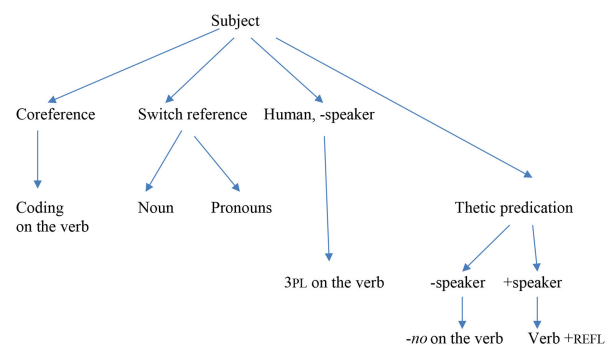 Subject
Coreference Switch reference Human, -speaker
Coding Noun Pronouns Thetic predication
on the verb
3PL on the verb -speaker +speaker
-no on the verb Verb +REFL